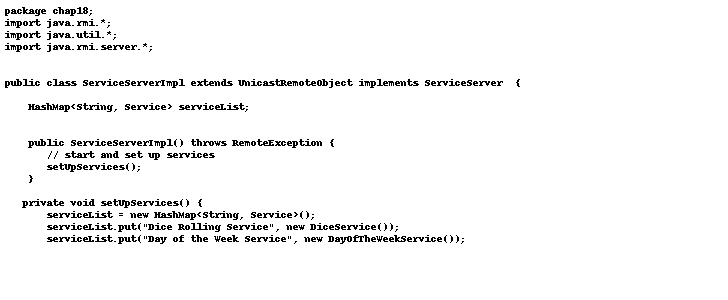 package chap18;
import java.rmi.*;
import java.util.*;
import java.rmi.server.*;
public class ServiceServerImpl extends UnicastRemoteObject implements ServiceServer  {
HashMap<String, Service> serviceList;
public ServiceServerImpl() throws RemoteException {
// start and set up services
setUpServices();
}
private void setUpServices() {
serviceList = new HashMap<String, Service>();
serviceList.put("Dice Rolling Service", new DiceService());
serviceList.put("Day of the Week Service", new DayOfTheWeekService());